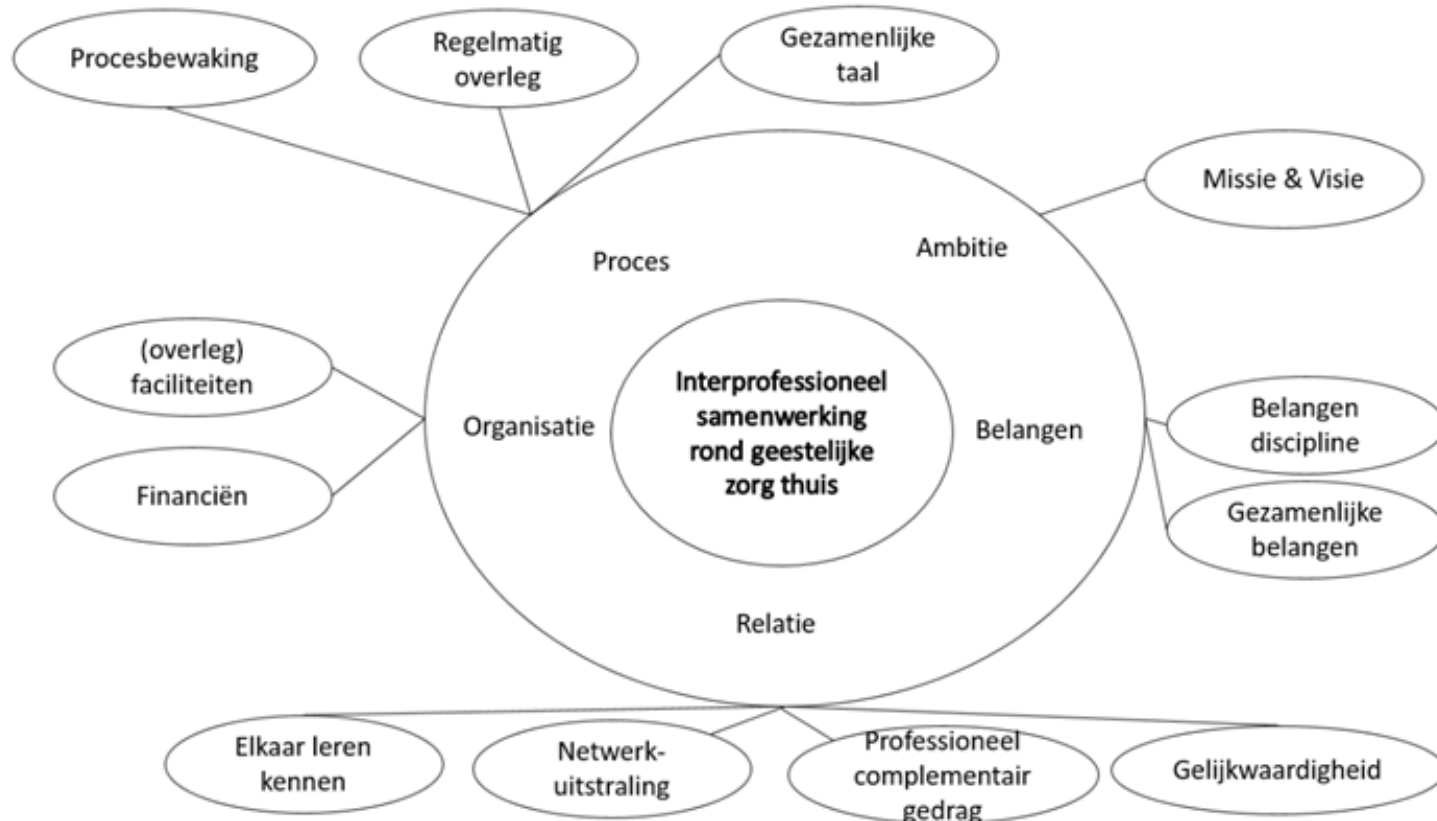 Procesbewaking
Regelmatig
overleg
Gezamenlijke
taal
Missie & Visie
Proces
Ambitie
(overleg)
faciliteiten
Financiën
Organisatie
Interprofessioneel
samenwerking
rond geestelijke
zorg thuis
Belangen
Belangen
discipline
Gezamenlijke
belangen
Relatie
Elkaar leren
kennen
Netwerk-
uitstraling
Professioneel
complementair
gedrag
Gelijkwaardigheid